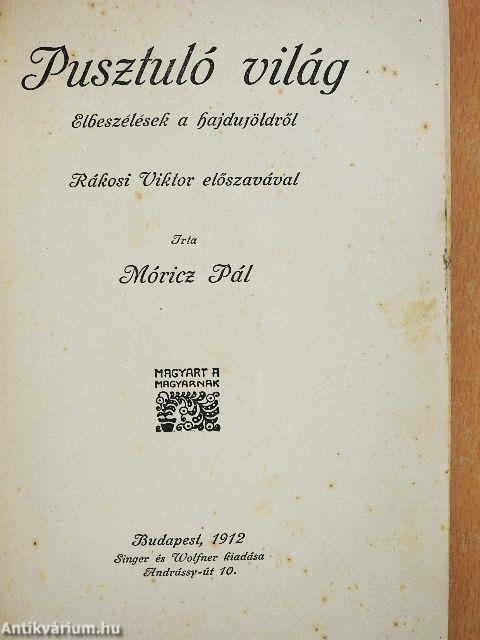 Pusztuló világ
Elbeszélések a hajduföldről
Rákosi Viktor előszavával
Irta
Móricz Pál
MAGYART A
MAGYARNAK
Budapest, 1912
Singer és Wolfner kiadása
Andrássy-út 10.
Antikvárium.hu